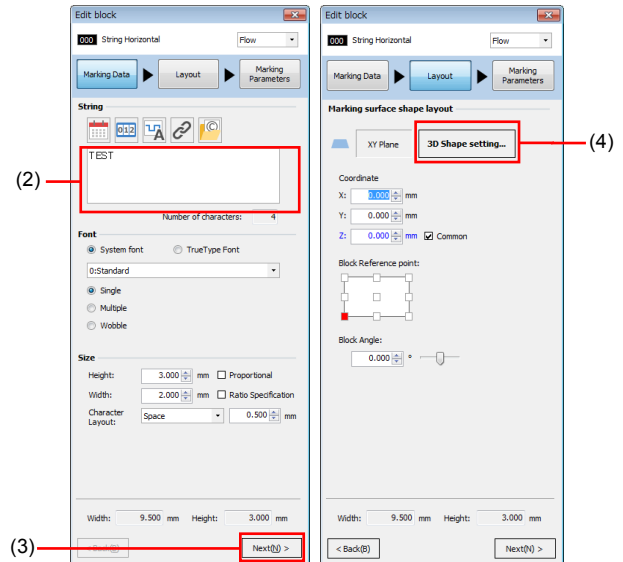 Edit block
000 String Horizontal Flow
Marking Data Layout Marking Parameters
String
012 A ©
TEST
(2)
Number of characters: 4
Font
System font TrueType Font
0:Standard
Single
Multiple
Wobble
Size
Height: 3.000 mm Proportional
Width: 2.000 mm Ratio Specification
Character Layout: Space 0.500 mm
Width: 9.500 mm Height: 3.000 mm
(3)
< Back(B) Next(N) >
Edit block
000 String Horizontal Flow
Marking Data Layout Marking Parameters
Marking surface shape layout
XY Plane 3D Shape setting...
(4)
Coordinate
X: 0.000 mm
Y: 0.000 mm
Z: 0.000 mm Common
Block Reference point:
Block Angle:
0.000 °
Width: 9.500 mm Height: 3.000 mm
< Back(B) Next(N) >